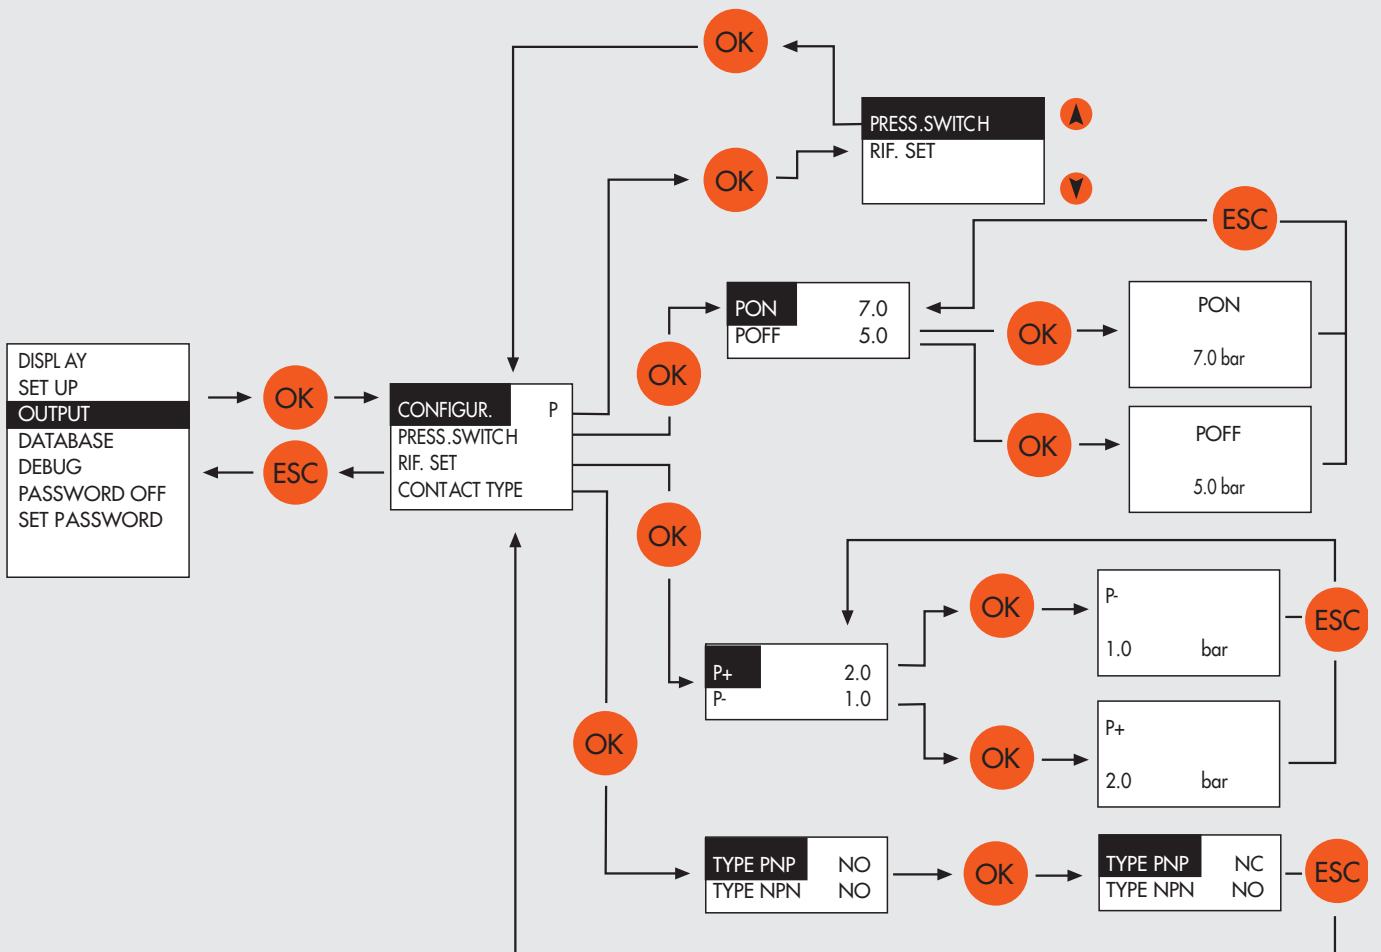 OK
PRESS.SWITCH
RIF. SET
OK
ESC
PON 7.0
POFF 5.0
OK
PON
7.0 bar
OK
DISPLAY
SET UP
OUTPUT
DATABASE
DEBUG
PASSWORD OFF
SET PASSWORD
OK
ESC
CONFIGUR. P
PRESS.SWITCH
RIF. SET
CONTACT TYPE
OK
POFF
5.0 bar
OK
P+ 2.0
P- 1.0
OK
P-
1.0 bar
ESC
OK
P+
2.0 bar
OK
TYPE PNP NO
TYPE NPN NO
OK
TYPE PNP NC
TYPE NPN NO
ESC